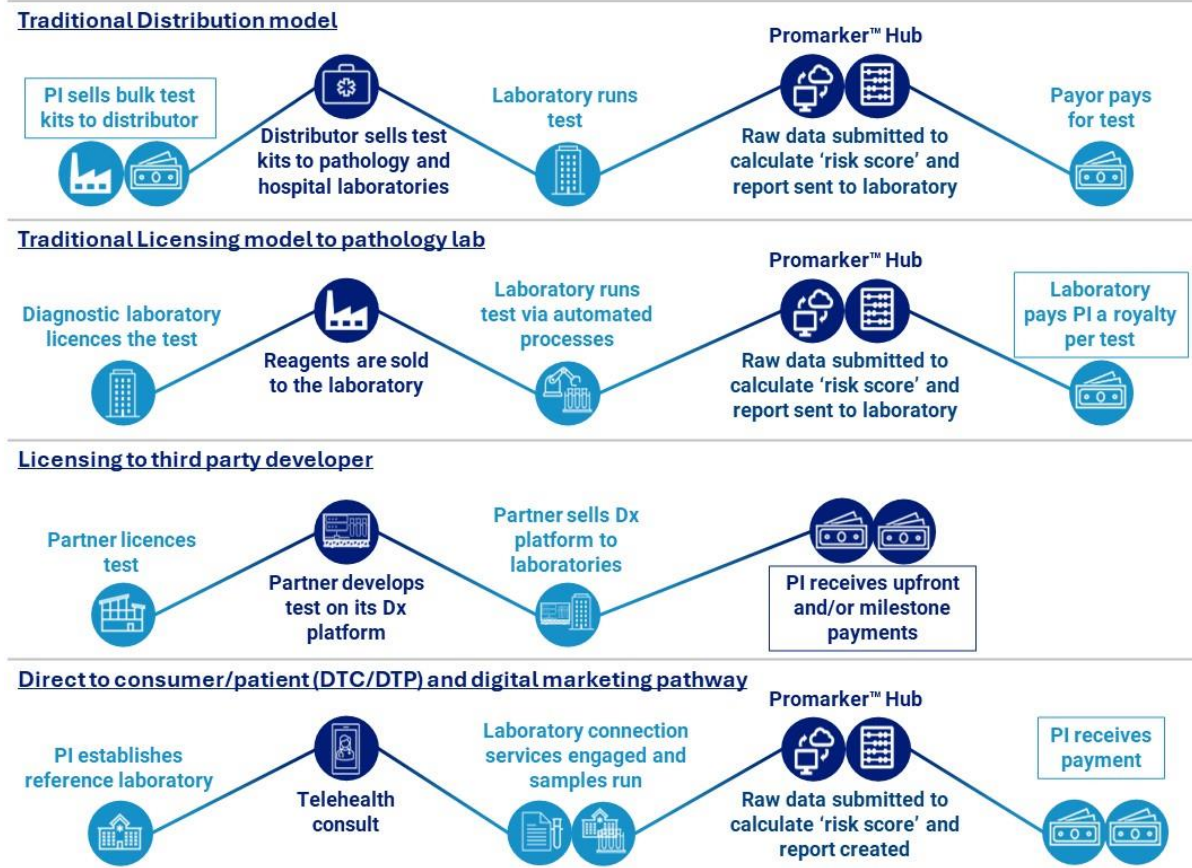 Traditional Distribution model
PI sells bulk test
kits to distributor
Distributor sells test
kits to pathology and
hospital laboratories
Laboratory runs
test
Promarker™ Hub
Raw data submitted to
calculate ‘risk score’ and
report sent to laboratory
Payor pays
for test
Traditional Licensing model to pathology lab
Diagnostic laboratory
licences the test
Reagents are sold
to the laboratory
Laboratory runs
test via automated
processes
Promarker™ Hub
Raw data submitted to
calculate ‘risk score’ and
report sent to laboratory
Laboratory
pays PI a royalty
per test
Licensing to third party developer
Partner licences
test
Partner develops
test on its Dx
platform
Partner sells Dx
platform to
laboratories
PI receives upfront
and/or milestone
payments
Direct to consumer/patient (DTC/DTP) and digital marketing pathway
PI establishes
reference laboratory
Telehealth
consult
Laboratory connection
services engaged and
samples run
Promarker™ Hub
Raw data submitted to
calculate ‘risk score’ and
report created
PI receives
payment